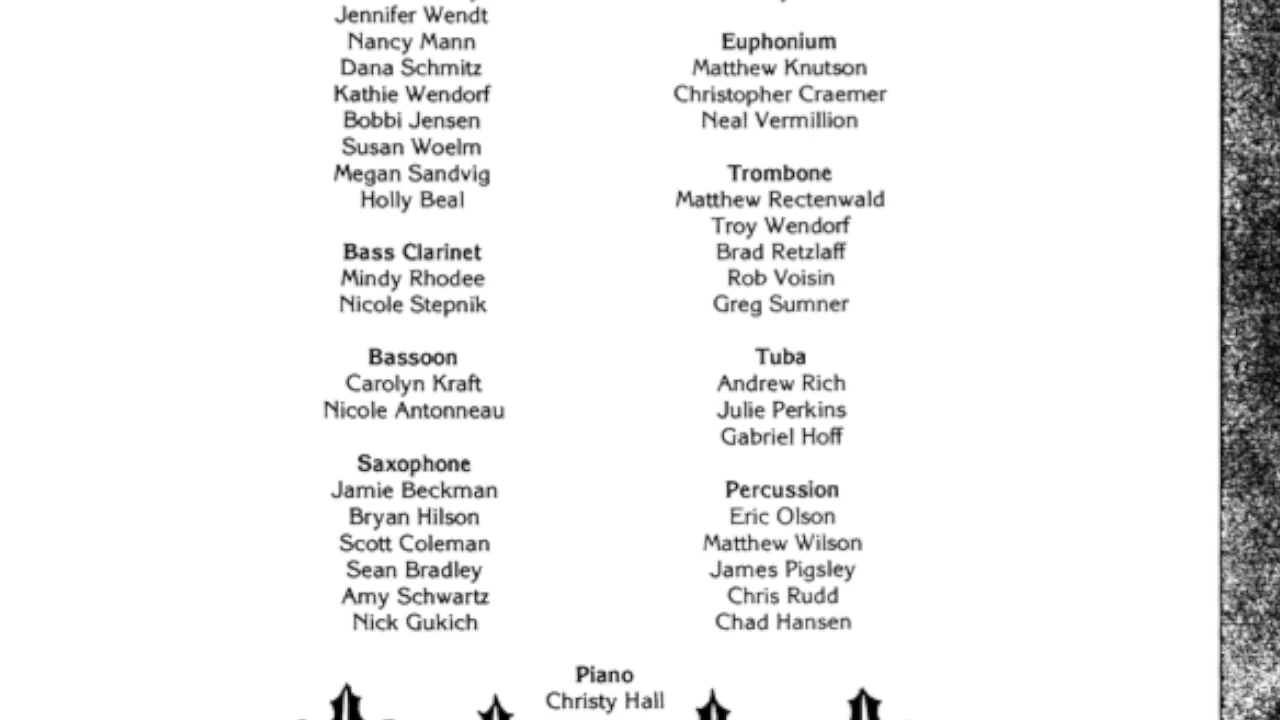 Jennifer Wendt
Nancy Mann
Dana Schmitz
Kathie Wendorf
Bobbi Jensen
Susan Woelm
Megan Sandvig
Holly Beal
Bass Clarinet
Mindy Rhodee
Nicole Stepnik
Bassoon
Carolyn Kraft
Nicole Antonneau
Saxophone
Jamie Beckman
Bryan Hilson
Scott Coleman
Sean Bradley
Amy Schwartz
Nick Gukich
Euphonium
Matthew Knutson
Christopher Craemer
Neal Vermillion
Trombone
Matthew Rectenwald
Troy Wendorf
Brad Retzlaff
Rob Voisin
Greg Sumner
Tuba
Andrew Rich
Julie Perkins
Gabriel Hoff
Percussion
Eric Olson
Matthew Wilson
James Pigsley
Chris Rudd
Chad Hansen
Piano
Christy Hall